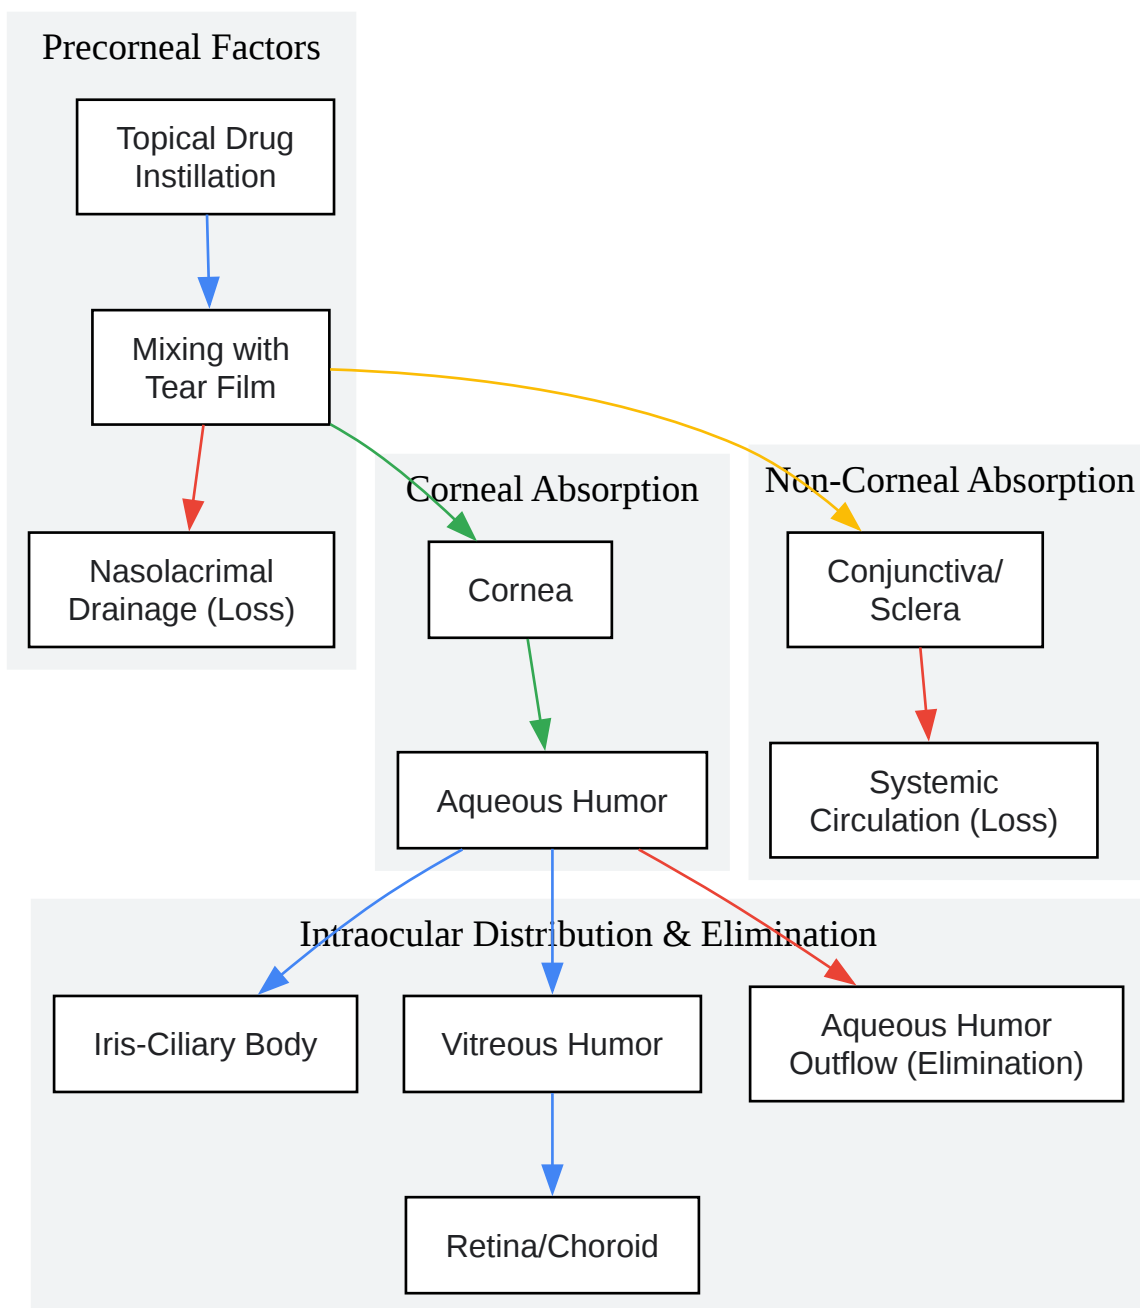 Precorneal Factors
Topical Drug
Instillation
Mixing with
Tear Film
Nasolacrimal
Drainage (Loss)
Corneal Absorption
Cornea
Aqueous Humor
Non-Corneal Absorption
Conjunctiva/
Sclera
Systemic
Circulation (Loss)
Intraocular Distribution & Elimination
Iris-Ciliary Body
Vitreous Humor
Aqueous Humor
Outflow (Elimination)
Retina/Choroid